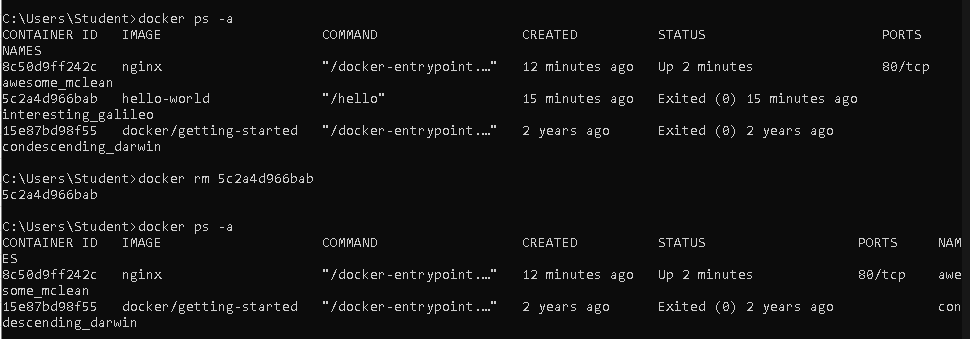 C:\Users\Student>docker ps -a
CONTAINER ID   IMAGE                    COMMAND                  CREATED          STATUS                      PORTS
NAMES
8c50d9ff242c   nginx                    "/docker-entrypoint.…"   12 minutes ago   Up 2 minutes                80/tcp
awesome_mclean
5c2a4d966bab   hello-world              "/hello"                 15 minutes ago   Exited (0) 15 minutes ago
interesting_galileo
15e87bd98f55   docker/getting-started   "/docker-entrypoint.…"   2 years ago      Exited (0) 2 years ago
condescending_darwin
C:\Users\Student>docker rm 5c2a4d966bab
5c2a4d966bab
C:\Users\Student>docker ps -a
CONTAINER ID   IMAGE                    COMMAND                  CREATED          STATUS                   PORTS     NAM
ES
8c50d9ff242c   nginx                    "/docker-entrypoint.…"   12 minutes ago   Up 2 minutes             80/tcp    awe
some_mclean
15e87bd98f55   docker/getting-started   "/docker-entrypoint.…"   2 years ago      Exited (0) 2 years ago             con
descending_darwin